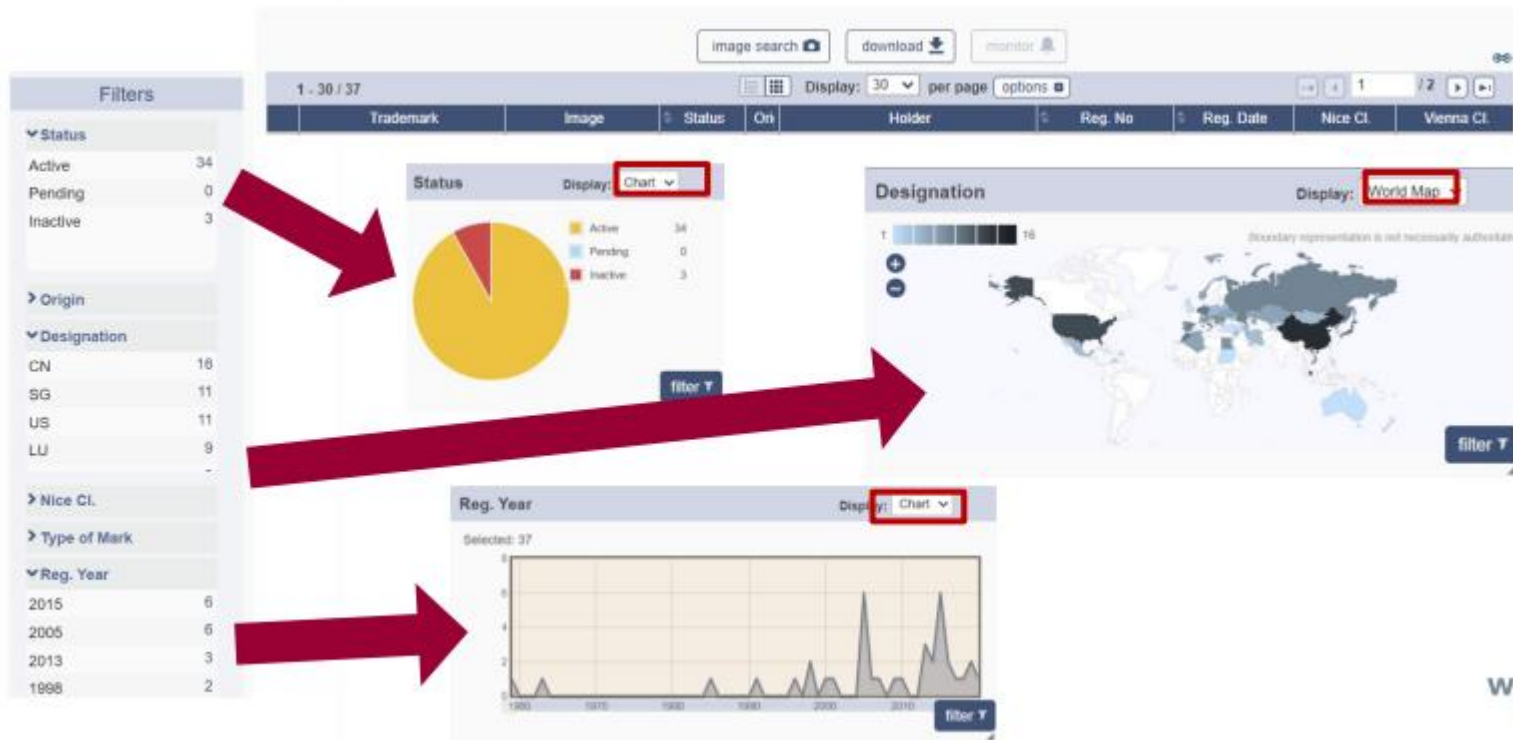 image search
download
monitor
Filters
1 - 30 / 37
Display: 30 per page options
1 / 2
Trademark Image Status Ori Holder Reg. No Reg. Date Nice Cl. Vienna Cl.
Status
Active 34
Pending 0
Inactive 3
Origin
Designation
CN 16
SG 11
US 11
LU 9
Nice Cl.
Type of Mark
Reg. Year
2015 6
2005 6
2013 3
1998 2
Status Display: Chart
Active 34
Pending 0
Inactive 3
filter
Designation Display: World Map
1 16
Boundary representation is not necessarily
filter
Reg. Year Display: Chart
Selected: 37
8
6
4
2
0
1960 1970 1980 1990 2000 2010
filter
W